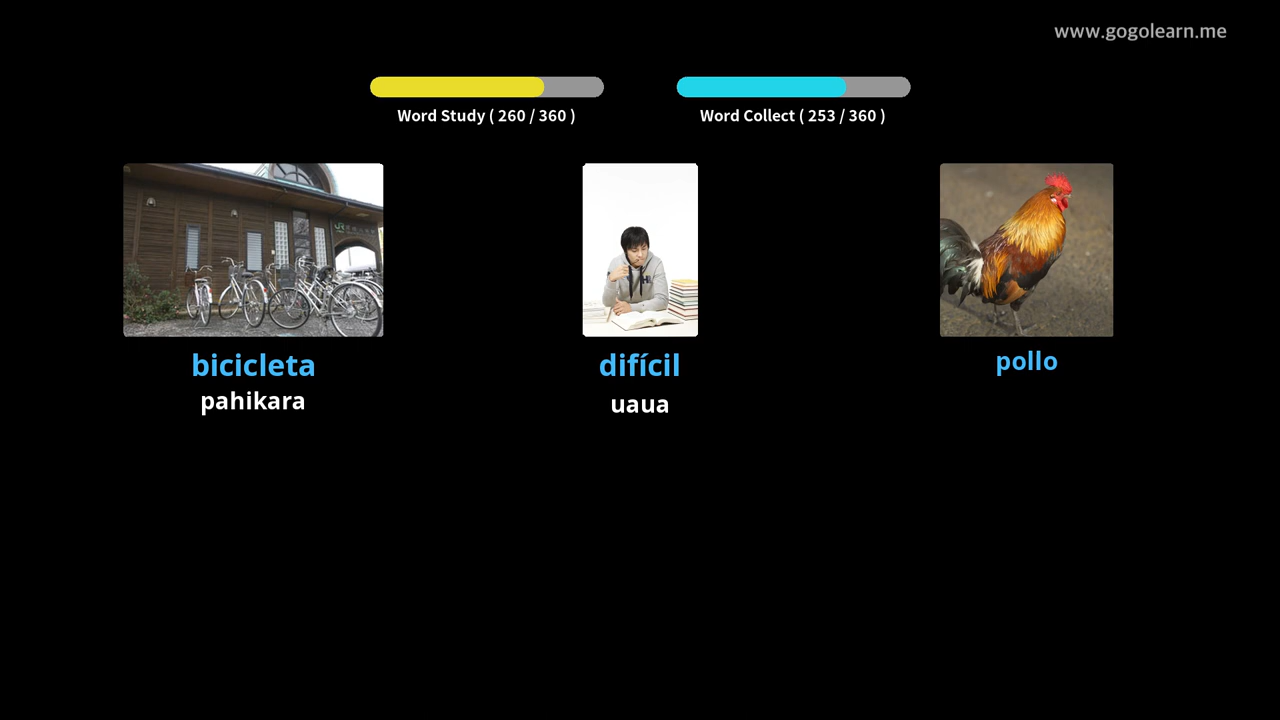 www.gogolearn.me
Word Study ( 260 / 360 )
Word Collect ( 253 / 360 )
bicicleta
pahikara
difícil
uaua
pollo